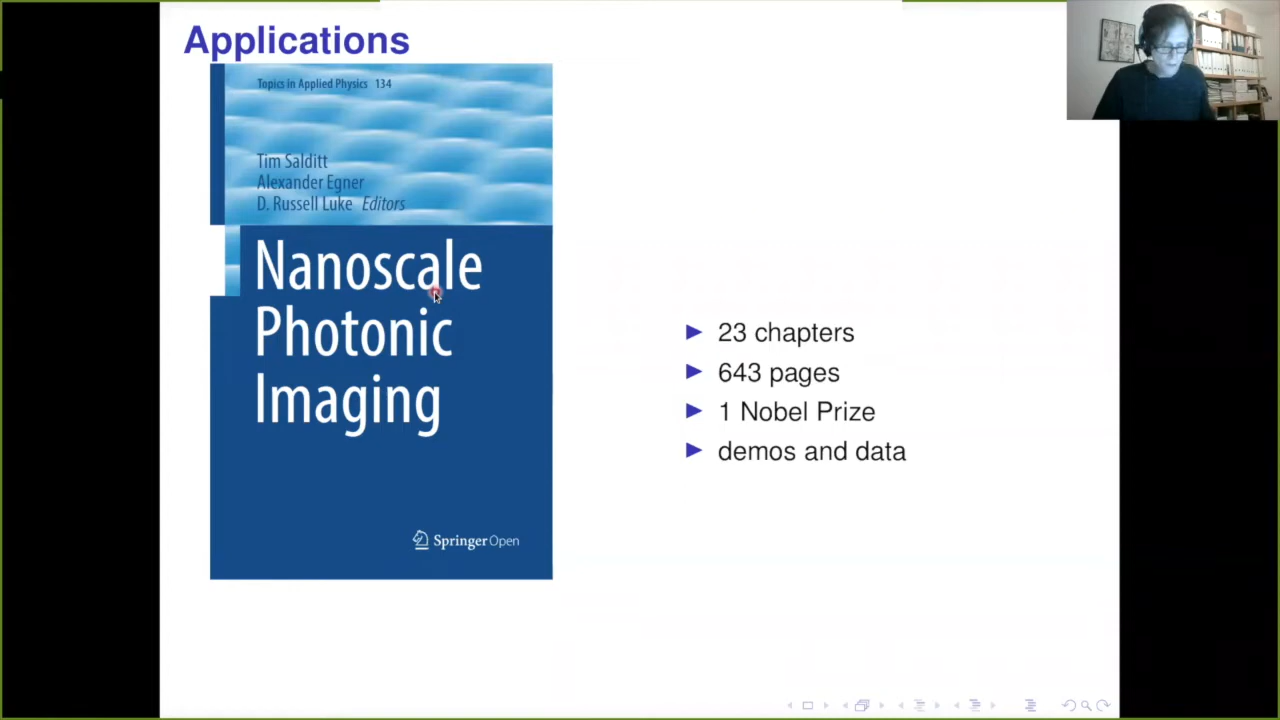 Applications
Topics in Applied Physics 134
Tim Salditt
Alexander Egner
D. Russell Luke Editors
Nanoscale
Photonic
Imaging
Springer Open
23 chapters
643 pages
1 Nobel Prize
demos and data